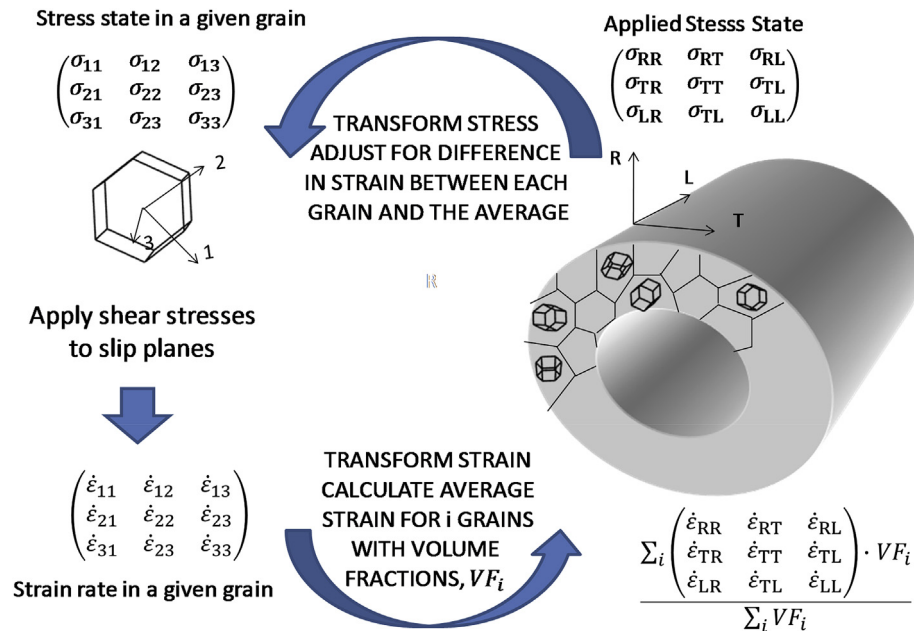 Stress state in a given grain
σ11 σ12 σ13
σ21 σ22 σ23
σ31 σ23 σ33
2
3
1
Apply shear stresses
to slip planes
ε̇11 ε̇12 ε̇13
ε̇21 ε̇22 ε̇23
ε̇31 ε̇23 ε̇33
Strain rate in a given grain
TRANSFORM STRESS
ADJUST FOR DIFFERENCE
IN STRAIN BETWEEN EACH
GRAIN AND THE AVERAGE
R
TRANSFORM STRAIN
CALCULATE AVERAGE
STRAIN FOR i GRAINS
WITH VOLUME
FRACTIONS, VFi
Applied Stesss State
σRR σRT σRL
σTR σTT σTL
σLR σTL σLL
R
L
T
ε̇RR ε̇RT ε̇RL
∑i ε̇TR ε̇TT ε̇TL · VFi
ε̇LR ε̇TL ε̇LL
∑i VFi